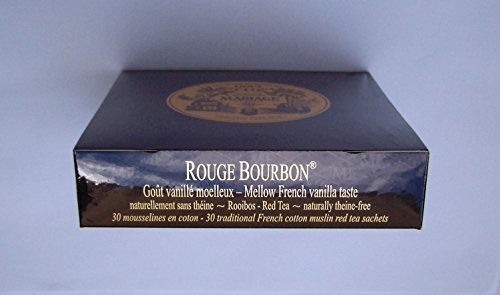 MARIAGE
ROUGE BOURBON®
Goût vanillé moelleux – Mellow French vanilla taste
naturellement sans théine ~ Rooibos - Red Tea ~ naturally theine-free
30 mousselines en coton - 30 traditional French cotton muslin red tea sachets